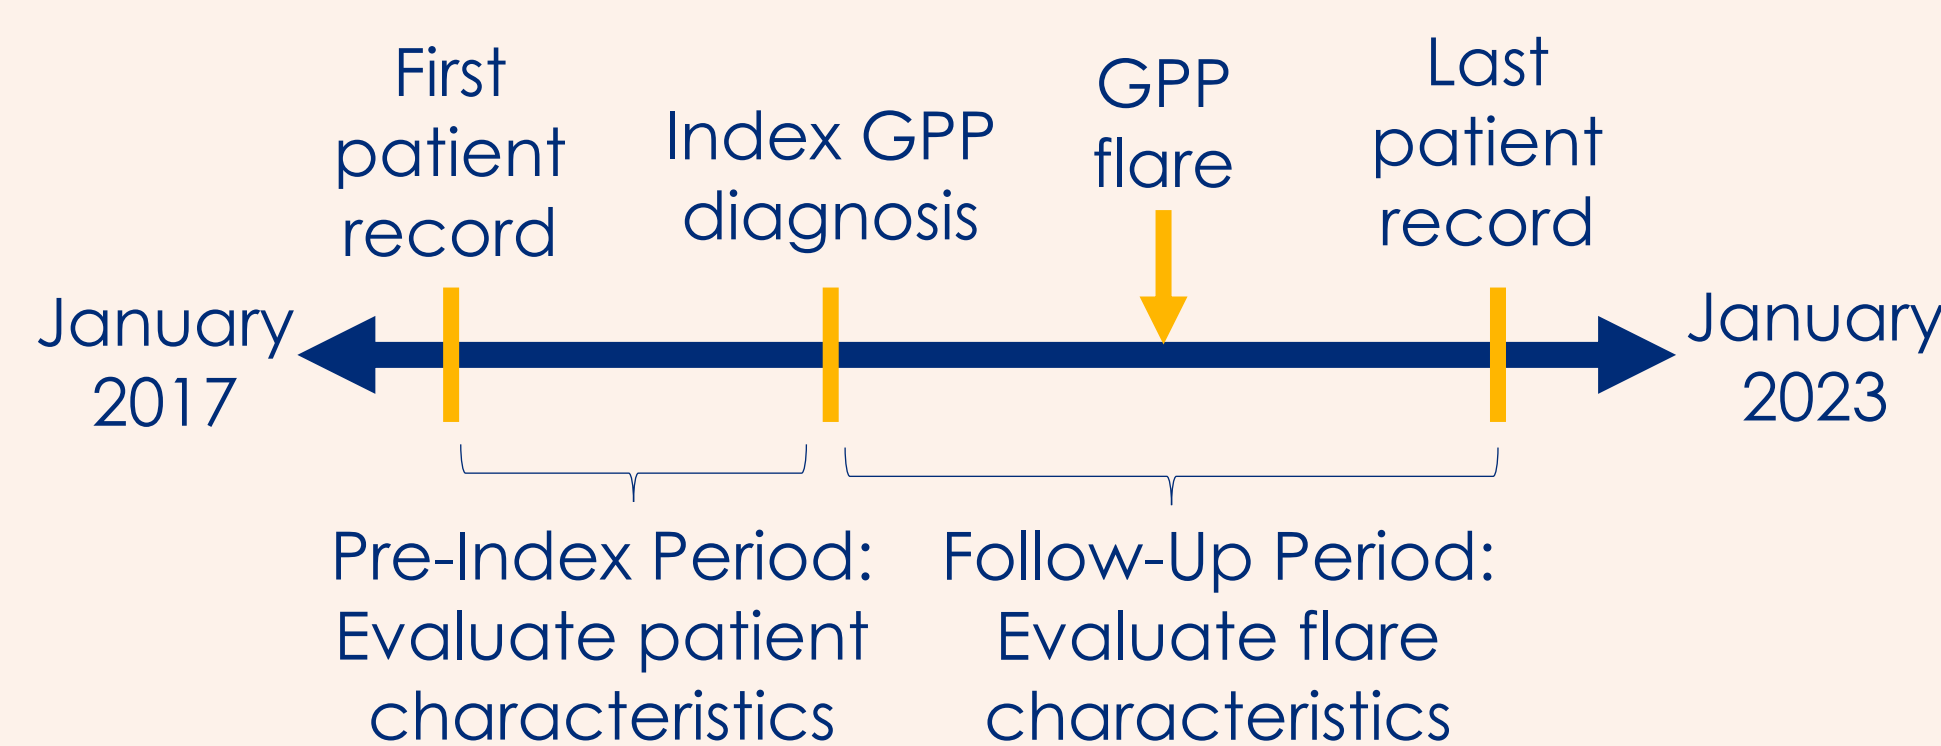 First
patient
record
Index GPP
diagnosis
GPP
flare
Last
patient
record
January
2017
January
2023
Pre-Index Period:
Evaluate patient
characteristics
Follow-Up Period:
Evaluate flare
characteristics